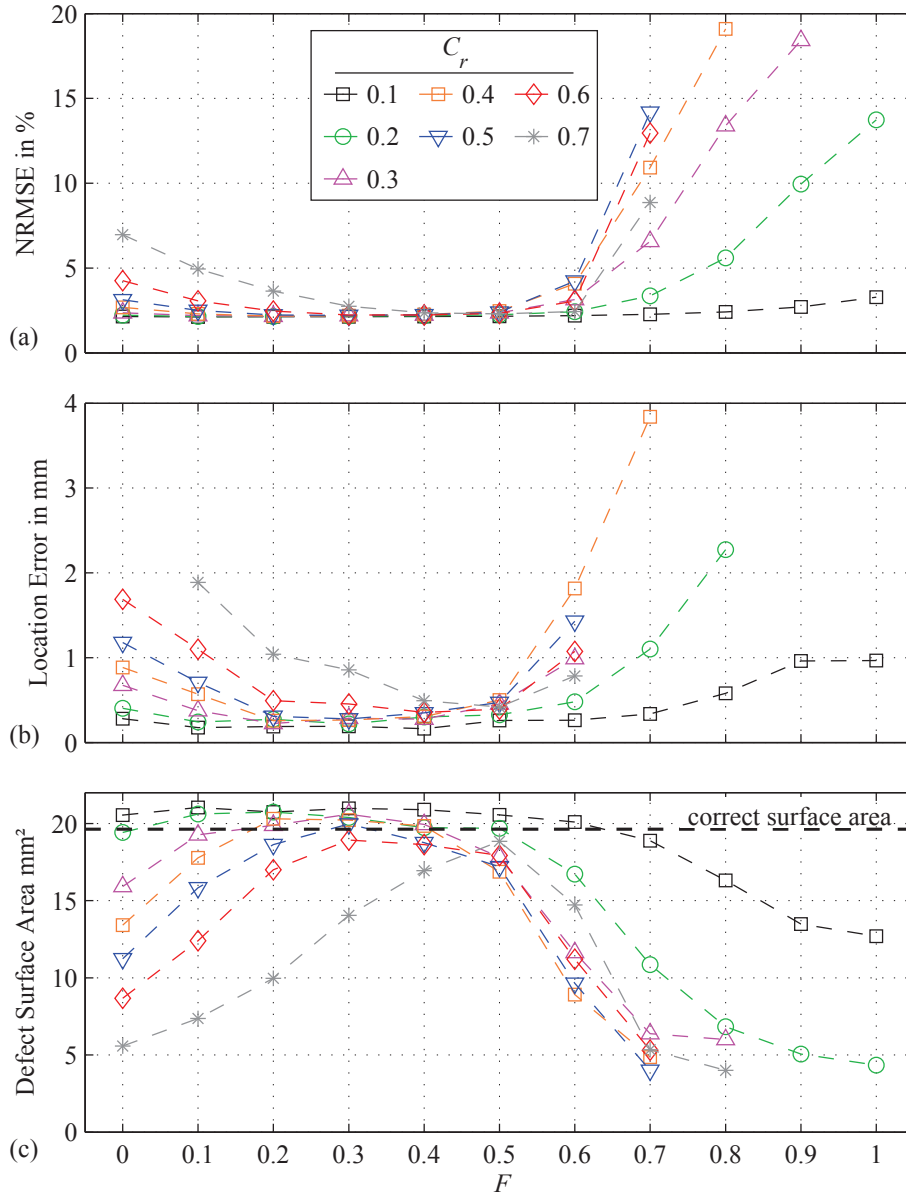 20
15
10
5
0
NRMSE in %
(a)
C_r
0.1 0.4 0.6
0.2 0.5 0.7
0.3
4
3
2
1
0
Location Error in mm
(b)
20
15
10
5
0
Defect Surface Area mm²
(c)
correct surface area
0 0.1 0.2 0.3 0.4 0.5 0.6 0.7 0.8 0.9 1
F